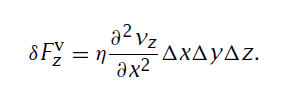 δF_z^v = η ∂²v_z/∂x² ΔxΔyΔz.